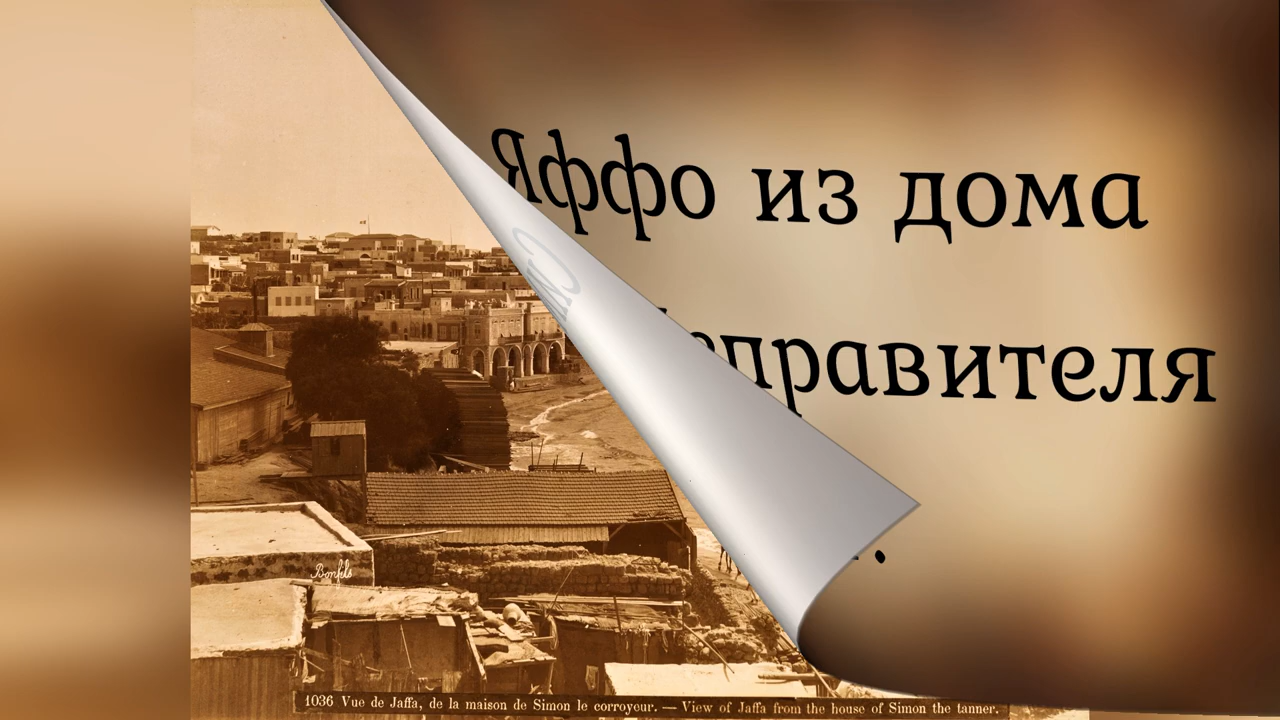 Яффо из дома
Bonfils
1036 Vue de Jaffa, de la maison de Simon le corroyeur. — View of Jaffa from the house of Simon the tanner.